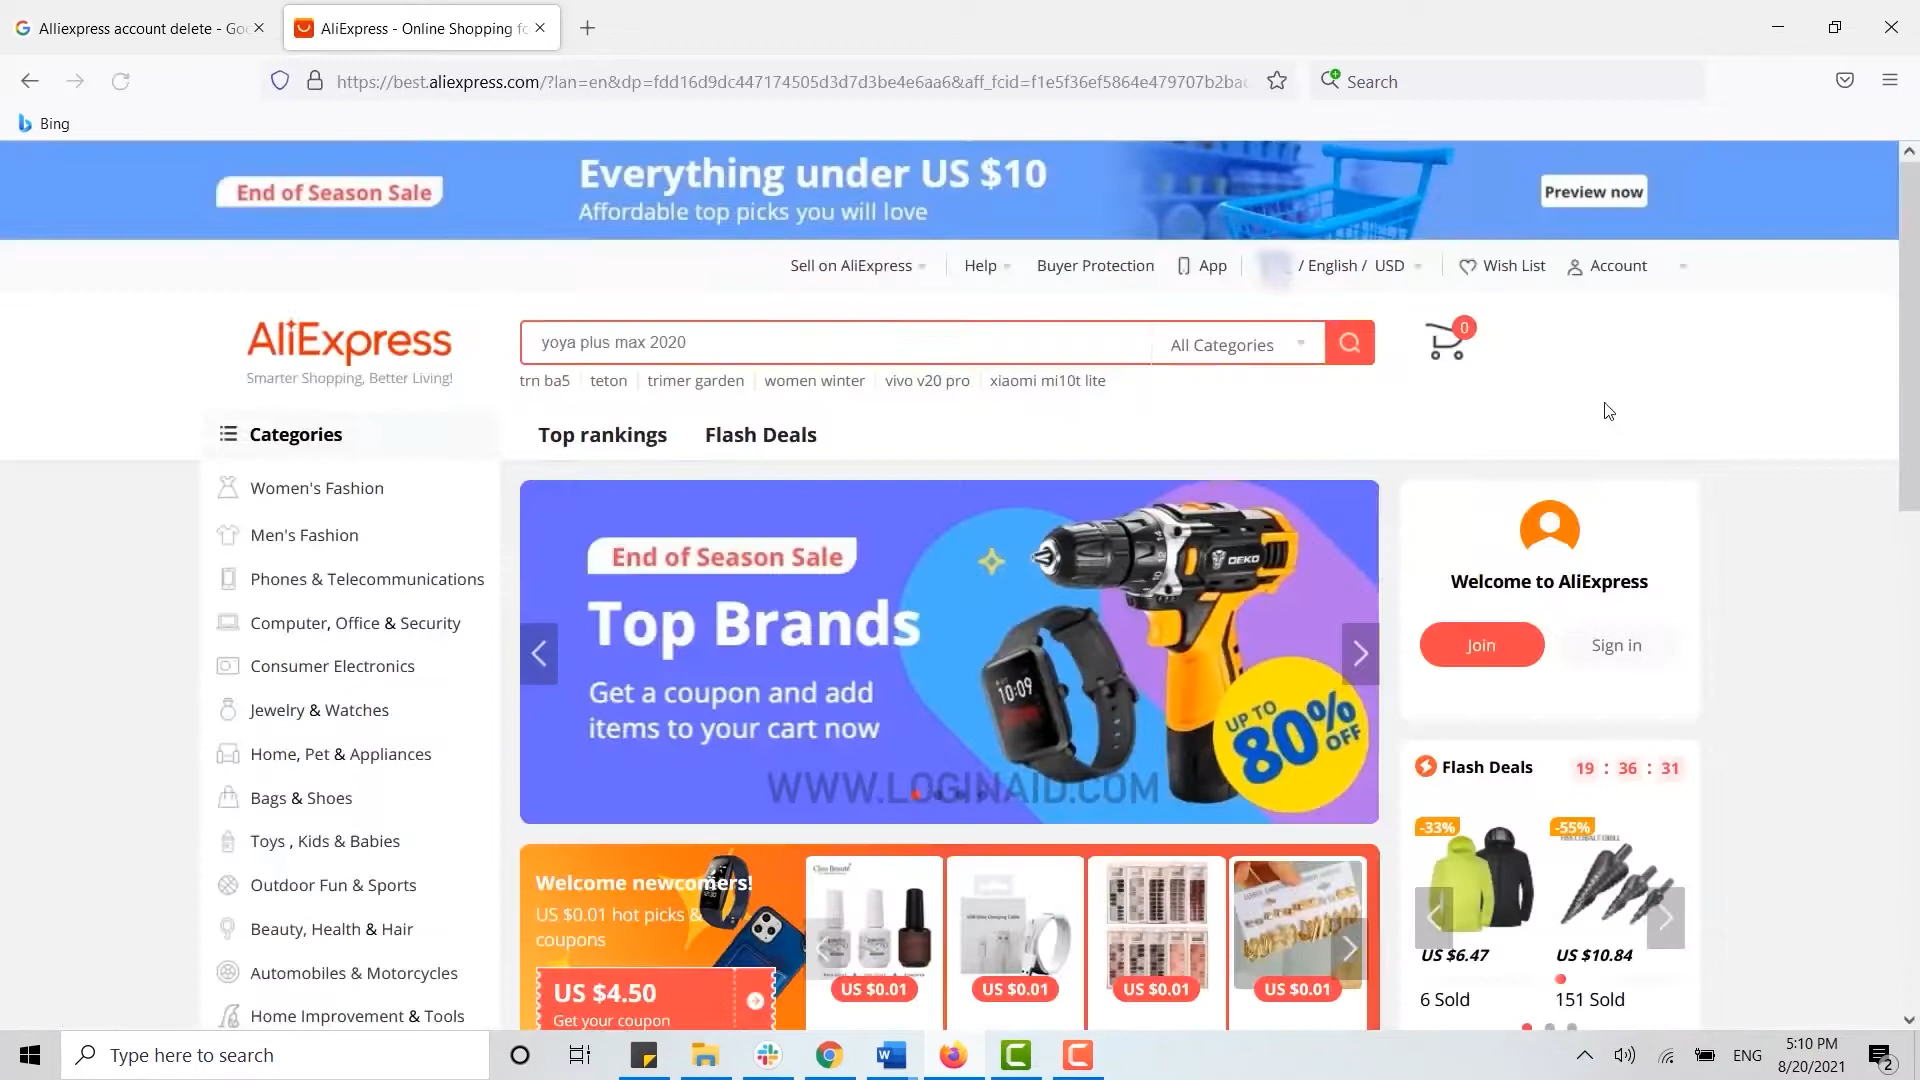 Alliexpress account delete - Goo
AliExpress - Online Shopping fo
https://best.aliexpress.com/?lan=en&dp=fdd16d9dc447174505d3d7d3be4e6aa6&aff_fcid=f1e5f36ef5864e479707b2bac
Search
Bing
End of Season Sale
Everything under US $10
Affordable top picks you will love
Preview now
Sell on AliExpress
Help
Buyer Protection
App
/ English / USD
Wish List
Account
AliExpress
Smarter Shopping, Better Living!
yoya plus max 2020
All Categories
0
trn ba5
teton
trimer garden
women winter
vivo v20 pro
xiaomi mi10t lite
Categories
Top rankings
Flash Deals
Women's Fashion
Men's Fashion
Phones & Telecommunications
Computer, Office & Security
Consumer Electronics
Jewelry & Watches
Home, Pet & Appliances
Bags & Shoes
Toys , Kids & Babies
Outdoor Fun & Sports
Beauty, Health & Hair
Automobiles & Motorcycles
Home Improvement & Tools
End of Season Sale
Top Brands
Get a coupon and add
items to your cart now
DEKO
10:09
UP TO
80%
OFF
WWW.LOGINAID.COM
Welcome to AliExpress
Join
Sign in
Flash Deals
19 : 36 : 31
-33%
-55%
US $6.47
US $10.84
6 Sold
151 Sold
Welcome newcomers!
US $0.01 hot picks &
coupons
US $4.50
Get your coupon
US $0.01
US $0.01
US $0.01
US $0.01
Type here to search
ENG
5:10 PM
8/20/2021
2